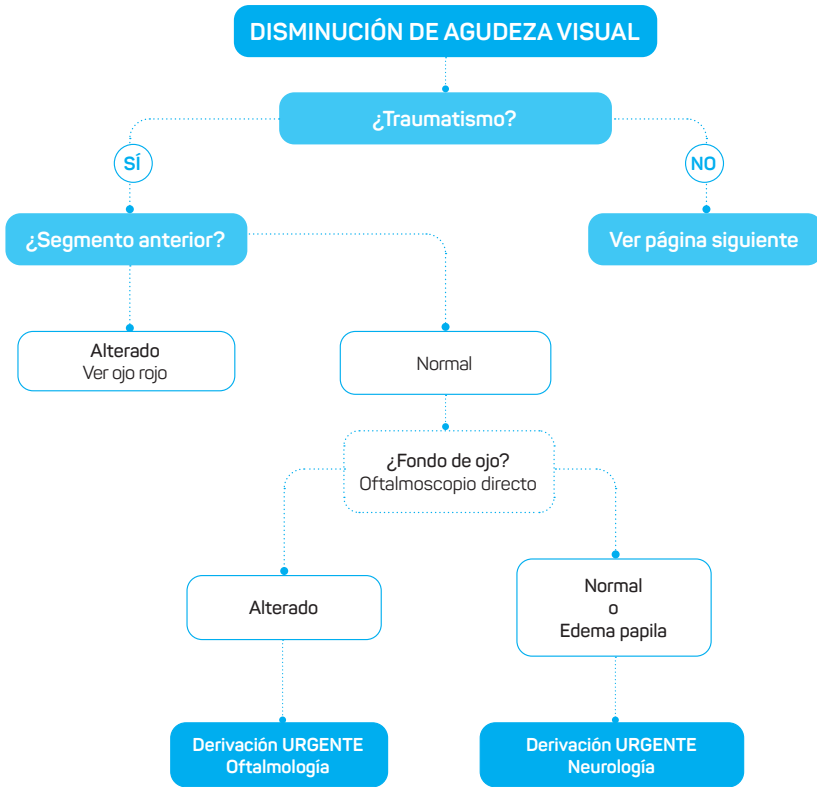 DISMINUCIÓN DE AGUDEZA VISUAL
¿Traumatismo?
SÍ
NO
¿Segmento anterior?
Ver página siguiente
Alterado
Ver ojo rojo
Normal
¿Fondo de ojo?
Oftalmoscopio directo
Alterado
Normal
o
Edema papila
Derivación URGENTE
Oftalmología
Derivación URGENTE
Neurología